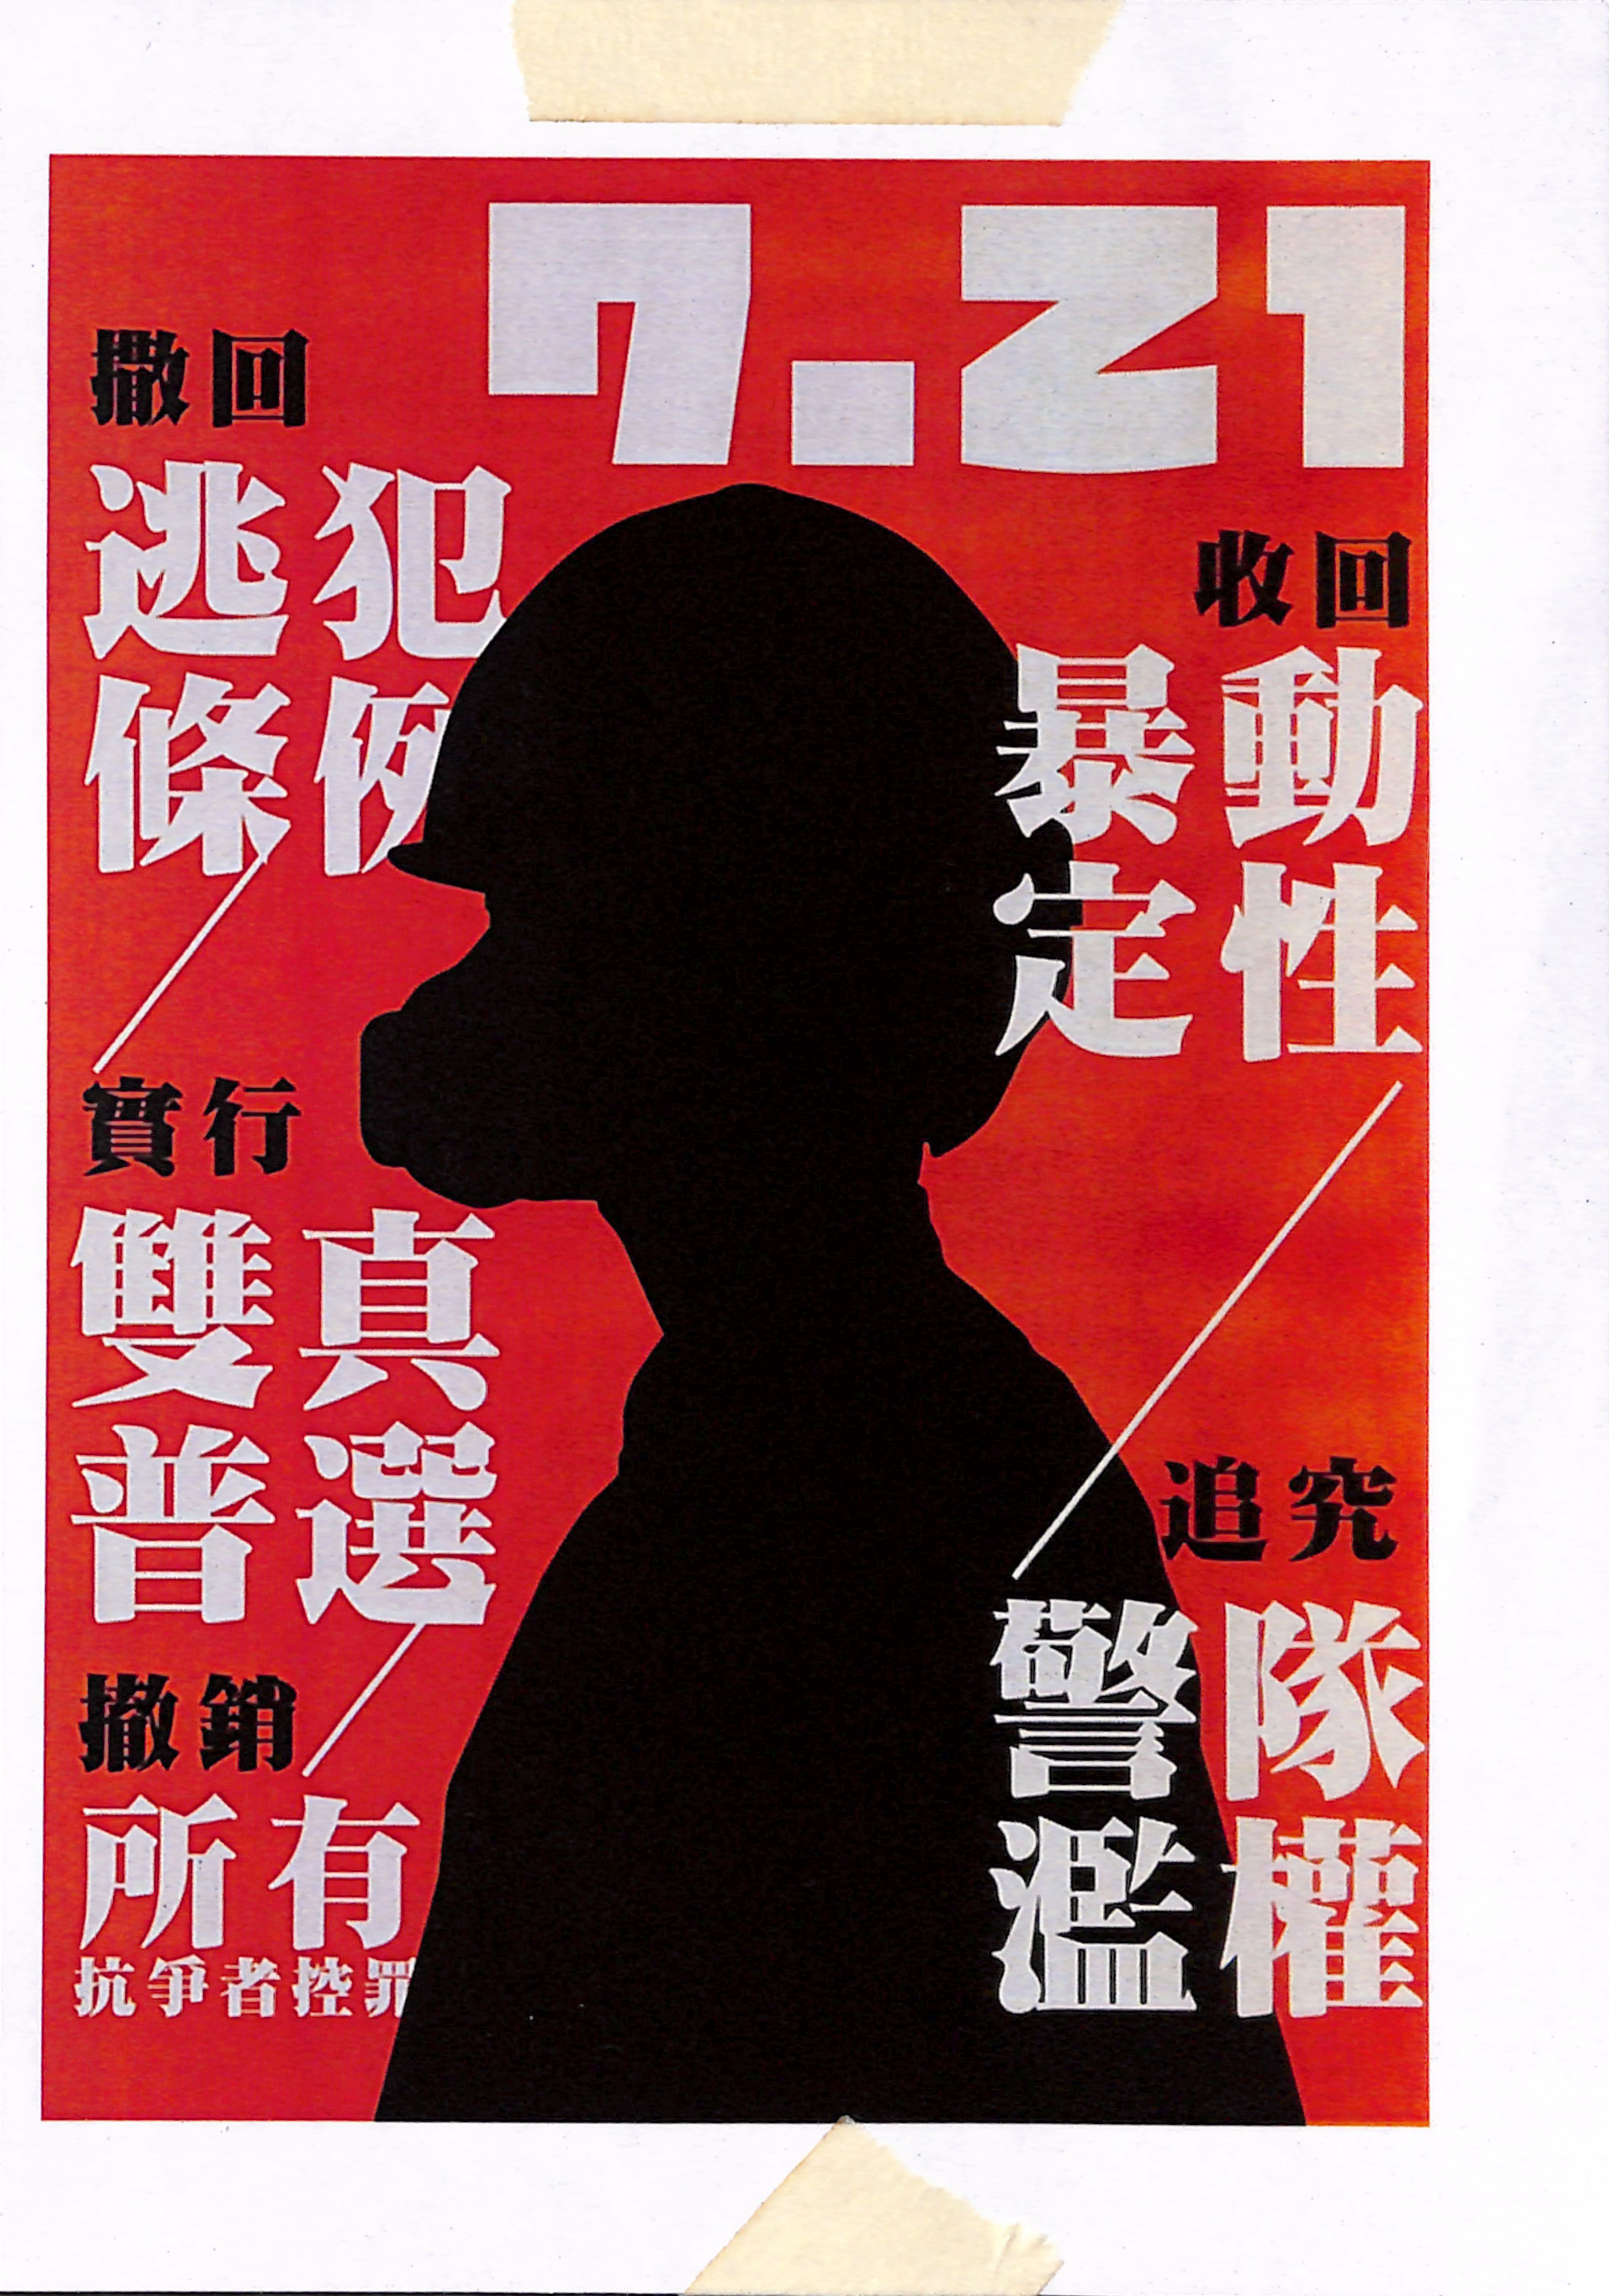 7.21
撒回
逃犯
條例
實行
雙真
普選
撤銷
所有
抗爭者控罪
收回
暴動
定性
追究
警隊
濫權